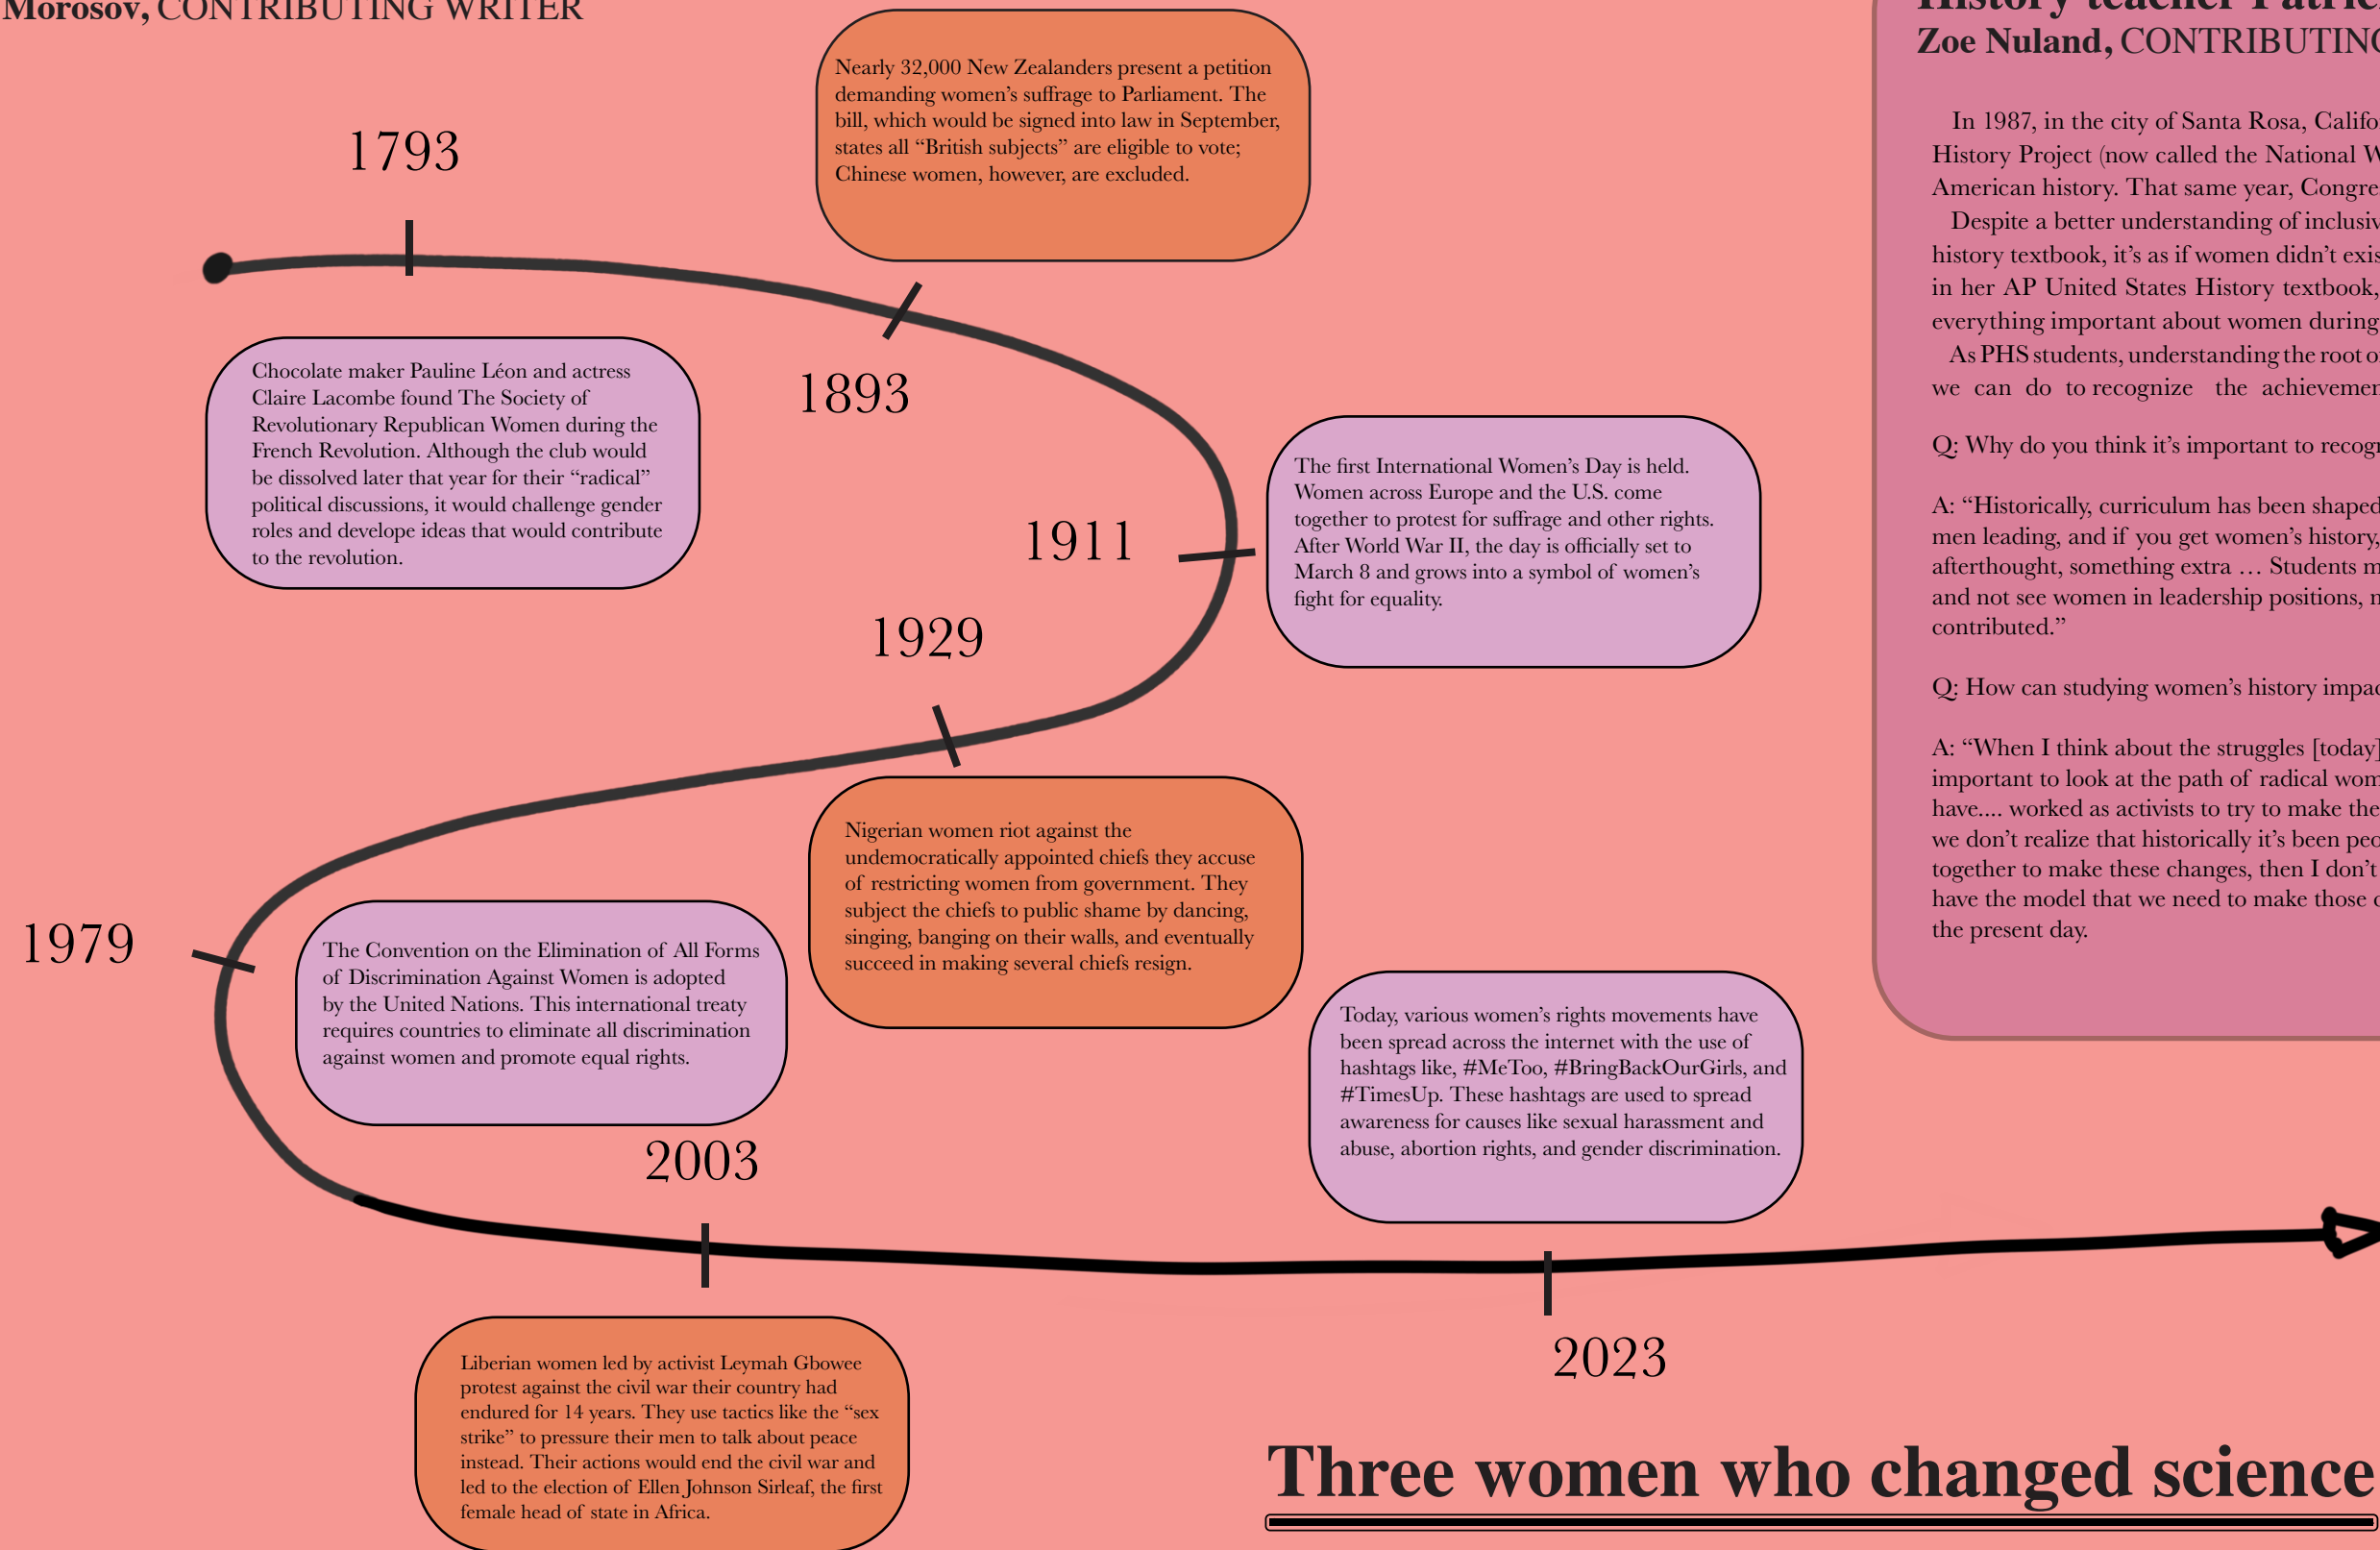 Morosov, CONTRIBUTING WRITER
1793
Chocolate maker Pauline Léon and actress
Claire Lacombe found The Society of
Revolutionary Republican Women during the
French Revolution. Although the club would
be dissolved later that year for their “radical”
political discussions, it would challenge gender
roles and develope ideas that would contribute
to the revolution.
Nearly 32,000 New Zealanders present a petition
demanding women’s suffrage to Parliament. The
bill, which would be signed into law in September,
states all “British subjects” are eligible to vote;
Chinese women, however, are excluded.
1893
1911
The first International Women’s Day is held.
Women across Europe and the U.S. come
together to protest for suffrage and other rights.
After World War II, the day is officially set to
March 8 and grows into a symbol of women’s
fight for equality.
1929
Nigerian women riot against the
undemocratically appointed chiefs they accuse
of restricting women from government. They
subject the chiefs to public shame by dancing,
singing, banging on their walls, and eventually
succeed in making several chiefs resign.
1979
The Convention on the Elimination of All Forms
of Discrimination Against Women is adopted
by the United Nations. This international treaty
requires countries to eliminate all discrimination
against women and promote equal rights.
2003
Liberian women led by activist Leymah Gbowee
protest against the civil war their country had
endured for 14 years. They use tactics like the “sex
strike” to pressure their men to talk about peace
instead. Their actions would end the civil war and
led to the election of Ellen Johnson Sirleaf, the first
female head of state in Africa.
Today, various women’s rights movements have
been spread across the internet with the use of
hashtags like, #MeToo, #BringBackOurGirls, and
#TimesUp. These hashtags are used to spread
awareness for causes like sexual harassment and
abuse, abortion rights, and gender discrimination.
2023
History teacher
Zoe Nuland, CONTRIBUTING
In 1987, in the city of Santa Rosa,
History Project (now called the National
American history. That same year,
Despite a better understanding of
history textbook, it’s as if women didn’t
in her AP United States History textbook,
everything important about women during
As PHS students, understanding the root
we can do to recognize the
Q: Why do you think it’s important to
A: “Historically, curriculum has been shaped
men leading, and if you get women’s history,
afterthought, something extra … Students
and not see women in leadership positions,
contributed.”
Q: How can studying women’s history
A: “When I think about the struggles [today]
important to look at the path of radical
have.... worked as activists to try to make the
we don’t realize that historically it’s been
together to make these changes, then I don’t
have the model that we need to make those
the present day.
Three women who changed science